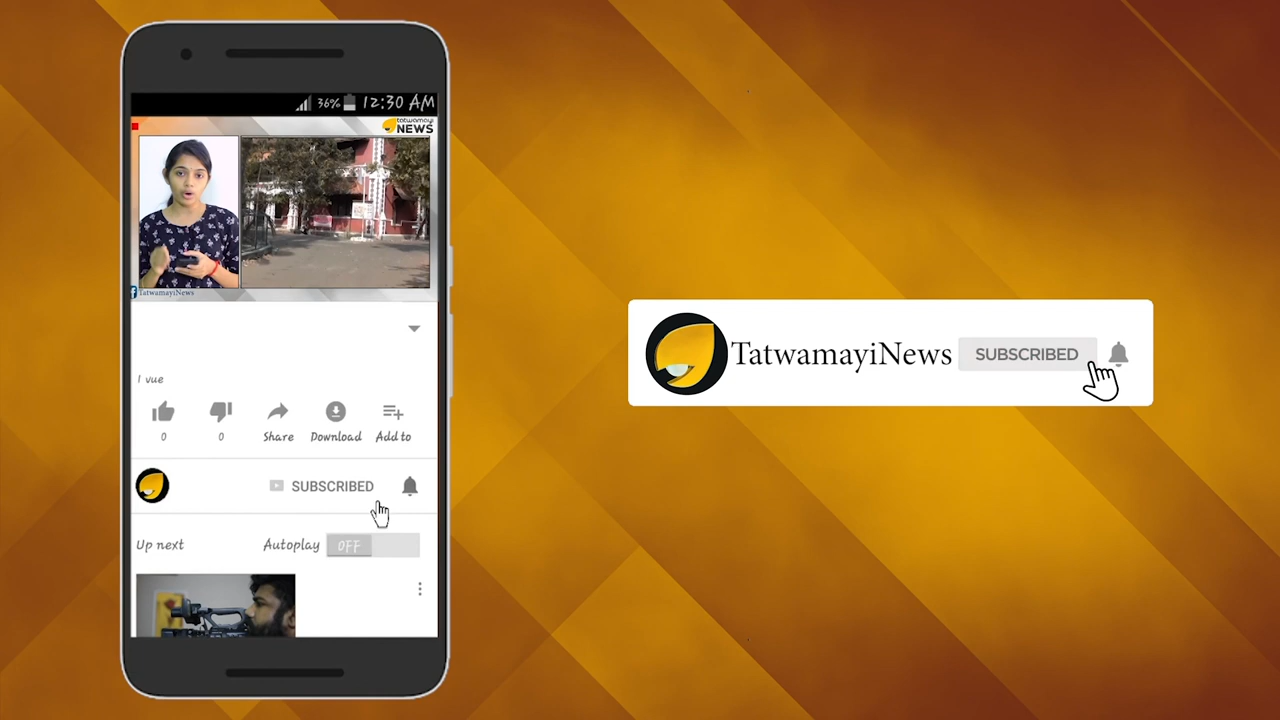 36% 12:30 AM
tatwamayi
NEWS
TatwamayiNews
1 vue
0 0 Share Download Add to
SUBSCRIBED
Up next Autoplay OFF
TatwamayiNews SUBSCRIBED